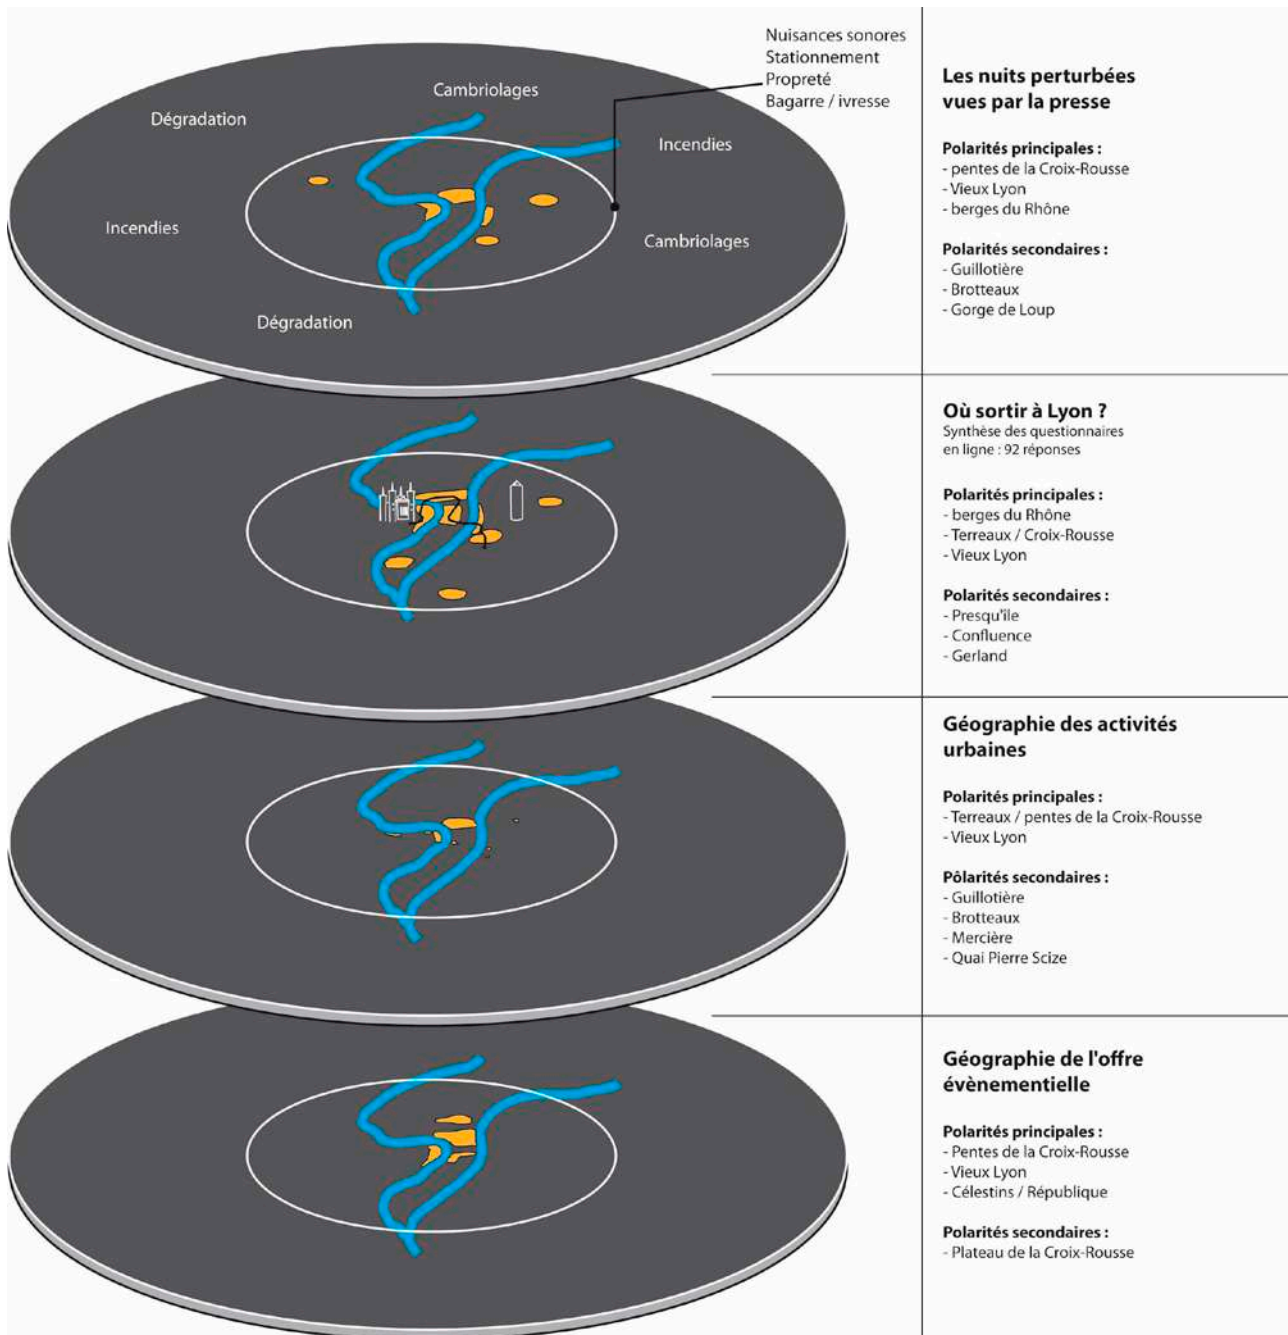 Nuisances sonores
Stationnement
Propreté
Bagarre / ivresse
Cambriolages
Dégradation
Incendies
Incendies
Cambriolages
Dégradation
Les nuits perturbées
vues par la presse
Polarités principales :
- pentes de la Croix-Rousse
- Vieux Lyon
- berges du Rhône
Polarités secondaires :
- Guillotière
- Brotteaux
- Gorge de Loup
Où sortir à Lyon ?
Synthèse des questionnaires
en ligne : 92 réponses
Polarités principales :
- berges du Rhône
- Terreaux / Croix-Rousse
- Vieux Lyon
Polarités secondaires :
- Presqu'île
- Confluence
- Gerland
Géographie des activités
urbaines
Polarités principales :
- Terreaux / pentes de la Croix-Rousse
- Vieux Lyon
Pôlarités secondaires :
- Guillotière
- Brotteaux
- Mercière
- Quai Pierre Scize
Géographie de l'offre
évènementielle
Polarités principales :
- Pentes de la Croix-Rousse
- Vieux Lyon
- Célestins / République
Polarités secondaires :
- Plateau de la Croix-Rousse